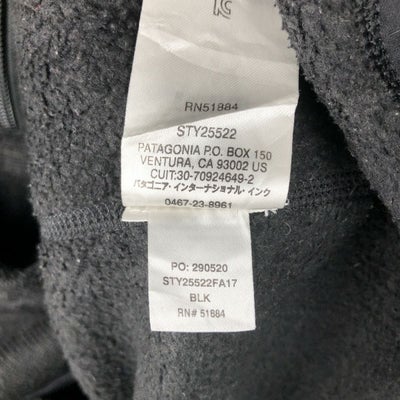 RN51884
STY25522
PATAGONIA P.O. BOX 150
VENTURA, CA 93002 US
CUIT:30-70924649-2
パタゴニア・インターナショナル・インク
0467-23-8961
PO: 290520
STY25522FA17
BLK
RN# 51884